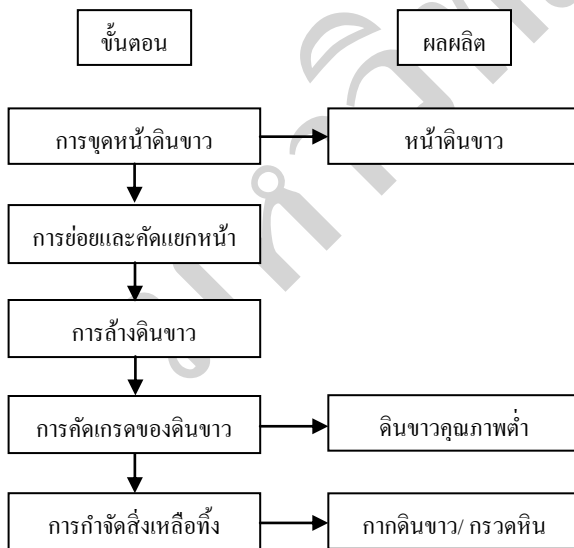 ขั้นตอน ผลผลิต
การขุดหน้าดินขาว หน้าดินขาว
การย่อยและคัดแยกหน้า
การล้างดินขาว
การคัดเกรดของดินขาว ดินขาวคุณภาพต่ำ
การกำจัดสิ่งเหลือทิ้ง กากดินขาว/ กรวดหิน